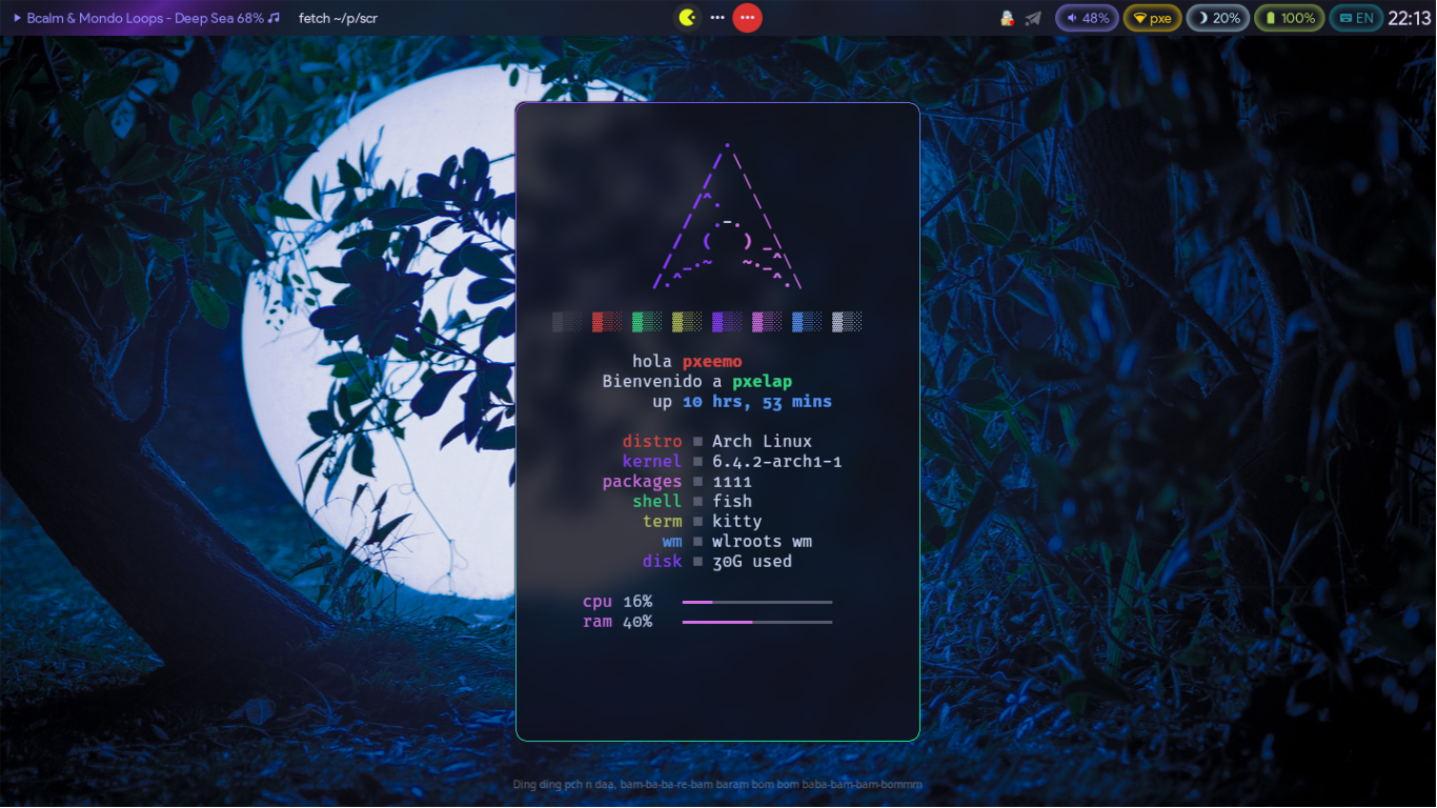 Bcalm & Mondo Loops - Deep Sea 68%
fetch ~/p/scr
48%
pxe
20%
100%
EN
22:13
hola pxeemo
Bienvenido a pxelap
up 10 hrs, 53 mins
distro Arch Linux
kernel 6.4.2-arch1-1
packages 1111
shell fish
term kitty
wm wlroots wm
disk 30G used
cpu 16%
ram 40%
Ding ding pch n daa, bam-ba-ba-re-bam baram bom bom baba-bam-bam-bommm